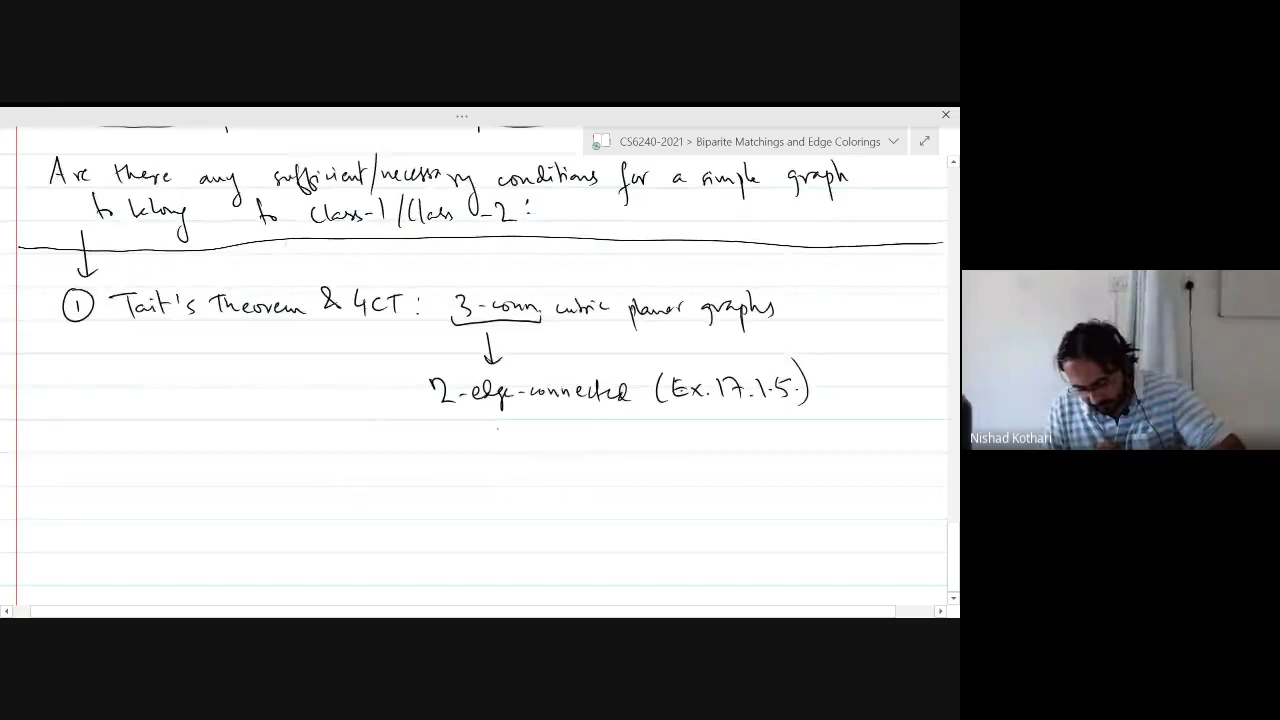 CS6240-2021 > Biparite Matchings and Edge Colorings
Are there any sufficient/necessary conditions for a simple graph
to belong to class-1/Class-2?
① Tait's Theorem & 4CT: 3-conn. cubic planar graphs
2-edge-connected (Ex.17.1.5.)
Nishad Kothari